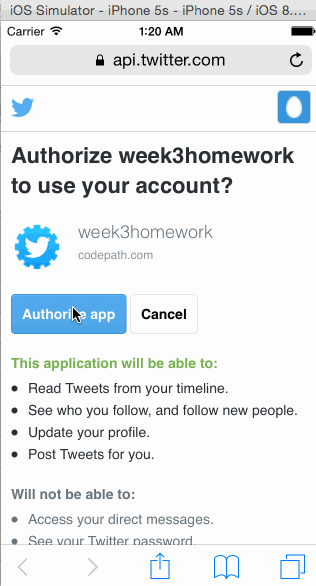 iOS Simulator - iPhone 5s - iPhone 5s / iOS 8....
Carrier 1:20 AM
api.twitter.com
Authorize week3homework
to use your account?
week3homework
codepath.com
Authorize app Cancel
This application will be able to:
Read Tweets from your timeline.
See who you follow, and follow new people.
Update your profile.
Post Tweets for you.
Will not be able to:
Access your direct messages.
See your Twitter password.